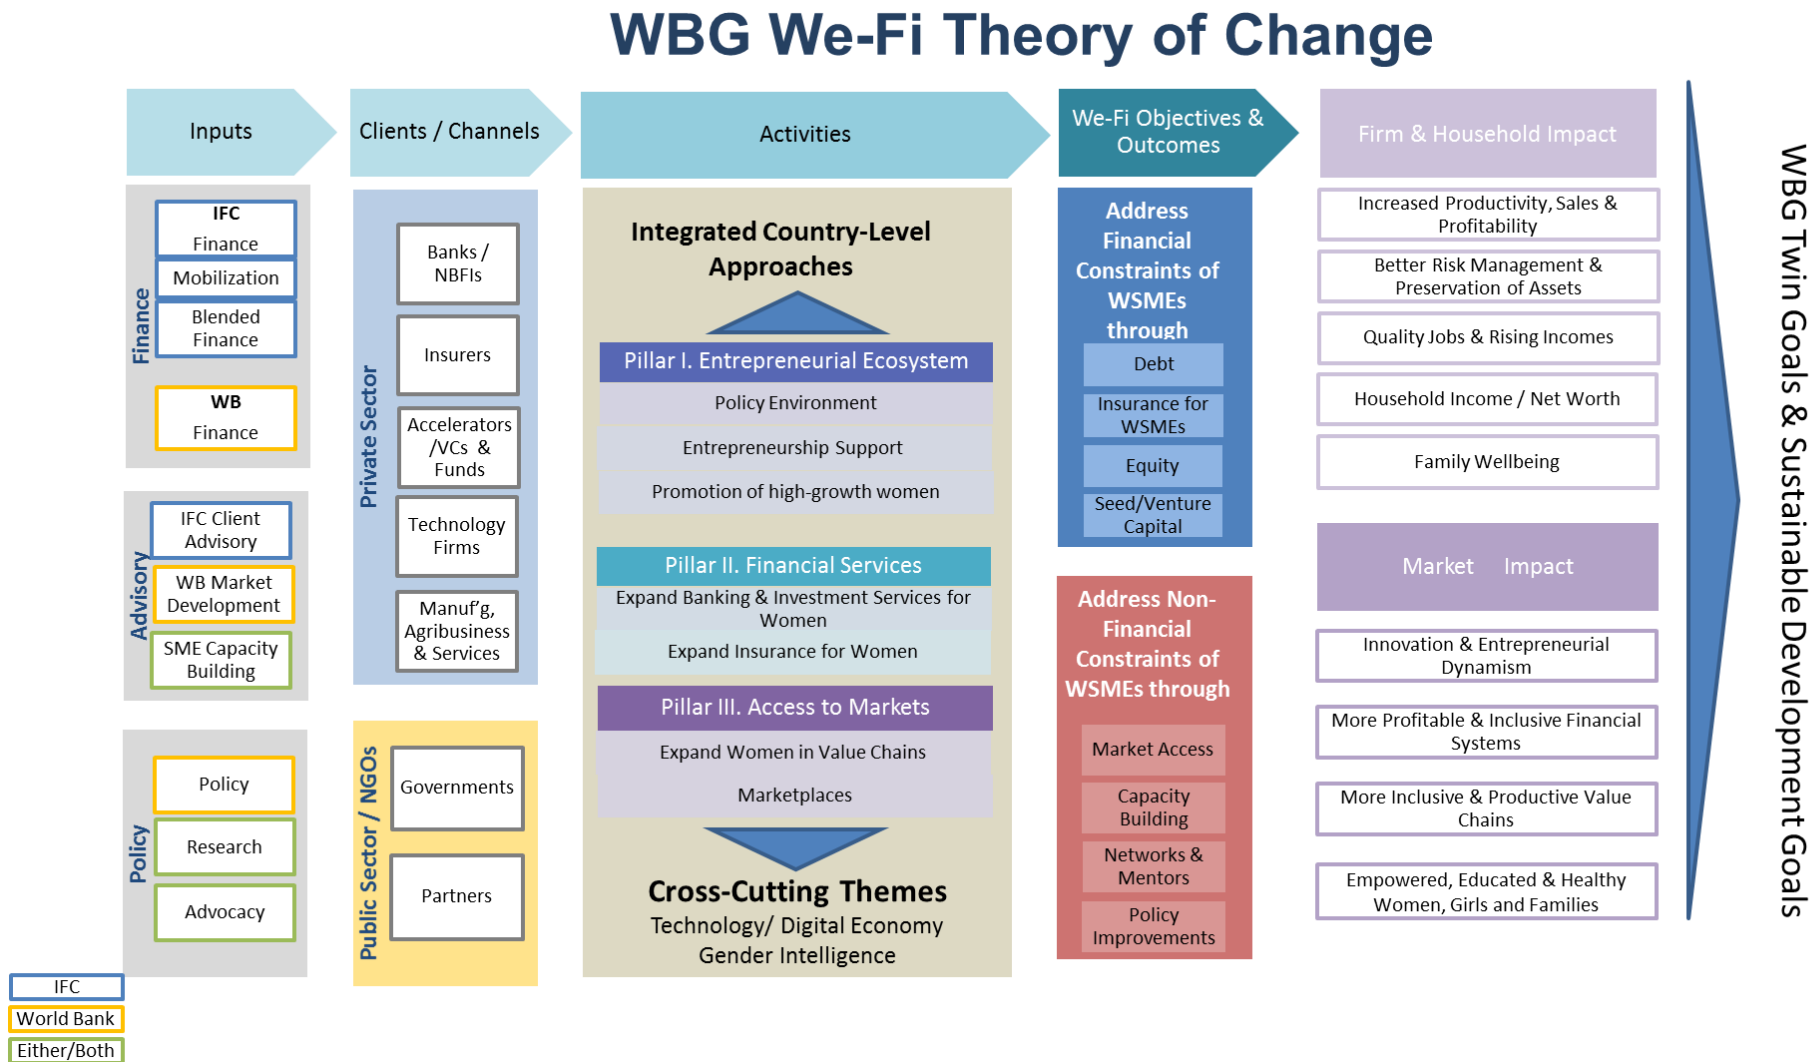 WBG We-Fi Theory of Change
Inputs
Clients / Channels
Activities
We-Fi Objectives &
Outcomes
Firm & Household Impact
Finance
IFC
Finance
Mobilization
Blended
Finance
WB
Finance
Advisory
IFC Client
Advisory
WB Market
Development
SME Capacity
Building
Policy
Policy
Research
Advocacy
IFC
World Bank
Either/Both
Private Sector
Banks /
NBFIs
Insurers
Accelerators
/VCs &
Funds
Technology
Firms
Manuf'g,
Agribusiness
& Services
Public Sector / NGOs
Governments
Partners
Integrated Country-Level
Approaches
Pillar I. Entrepreneurial Ecosystem
Policy Environment
Entrepreneurship Support
Promotion of high-growth women
Pillar II. Financial Services
Expand Banking & Investment Services for
Women
Expand Insurance for Women
Pillar III. Access to Markets
Expand Women in Value Chains
Marketplaces
Cross-Cutting Themes
Technology/ Digital Economy
Gender Intelligence
Address
Financial
Constraints of
WSMEs
through
Debt
Insurance for
WSMEs
Equity
Seed/Venture
Capital
Address Non-
Financial
Constraints of
WSMEs through
Market Access
Capacity
Building
Networks &
Mentors
Policy
Improvements
Increased Productivity, Sales &
Profitability
Better Risk Management &
Preservation of Assets
Quality Jobs & Rising Incomes
Household Income / Net Worth
Family Wellbeing
Market Impact
Innovation & Entrepreneurial
Dynamism
More Profitable & Inclusive Financial
Systems
More Inclusive & Productive Value
Chains
Empowered, Educated & Healthy
Women, Girls and Families
WBG Twin Goals & Sustainable Development Goals